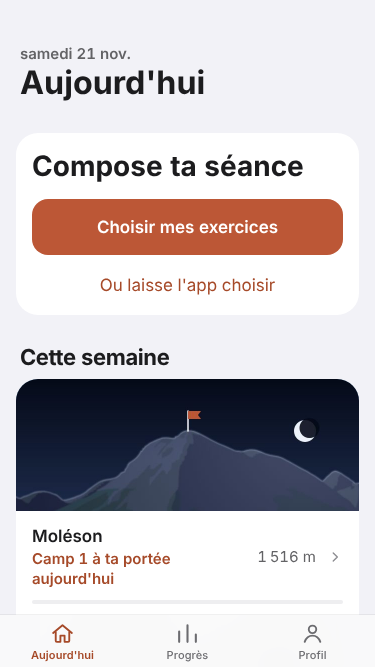 samedi 21 nov.
Aujourd'hui
Compose ta séance
Choisir mes exercices
Ou laisse l'app choisir
Cette semaine
Moléson
Camp 1 à ta portée
aujourd'hui
1 516 m
Aujourd'hui
Progrès
Profil